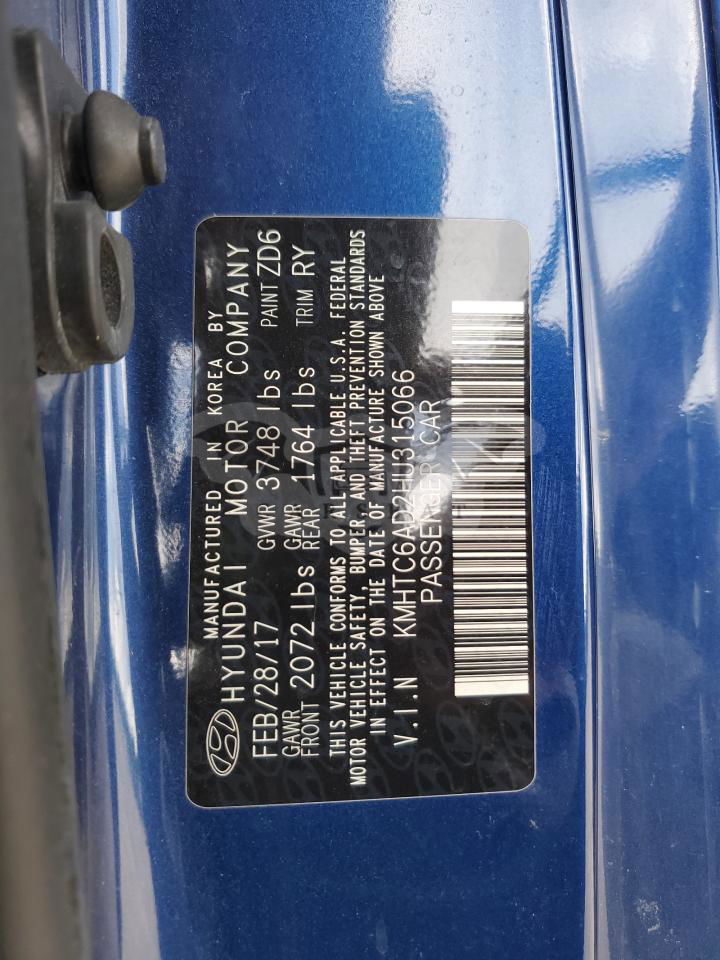 MANUFACTURED IN KOREA BY
HYUNDAI MOTOR COMPANY
FEB/28/17 GVWR 3748 lbs PAINT ZD6
GAWR FRONT 2072 lbs GAWR REAR 1764 lbs TRIM RY
THIS VEHICLE CONFORMS TO ALL APPLICABLE U.S.A. FEDERAL
MOTOR VEHICLE SAFETY, BUMPER, AND THEFT PREVENTION STANDARDS
IN EFFECT ON THE DATE OF MANUFACTURE SHOWN ABOVE
V.I.N KMHTC6AD2HU315066
PASSENGER CAR